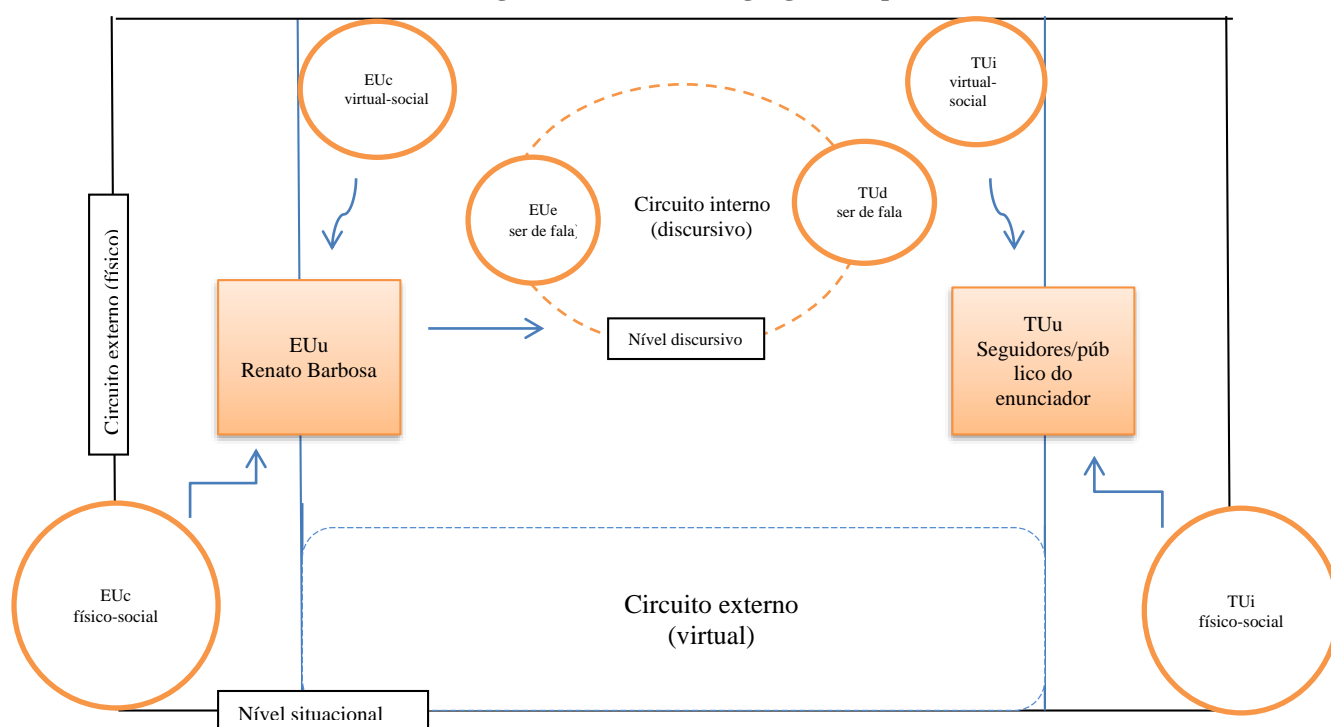 EUc
virtual-social
TUi
virtual-
social
EUe
ser de fala)
Circuito interno
(discursivo)
TUd
ser de fala
Circuito externo (físico)
EUu
Renato Barbosa
Nível discursivo
TUu
Seguidores/púb
lico do
enunciador
EUc
físico-social
Circuito externo
(virtual)
TUi
físico-social
Nível situacional